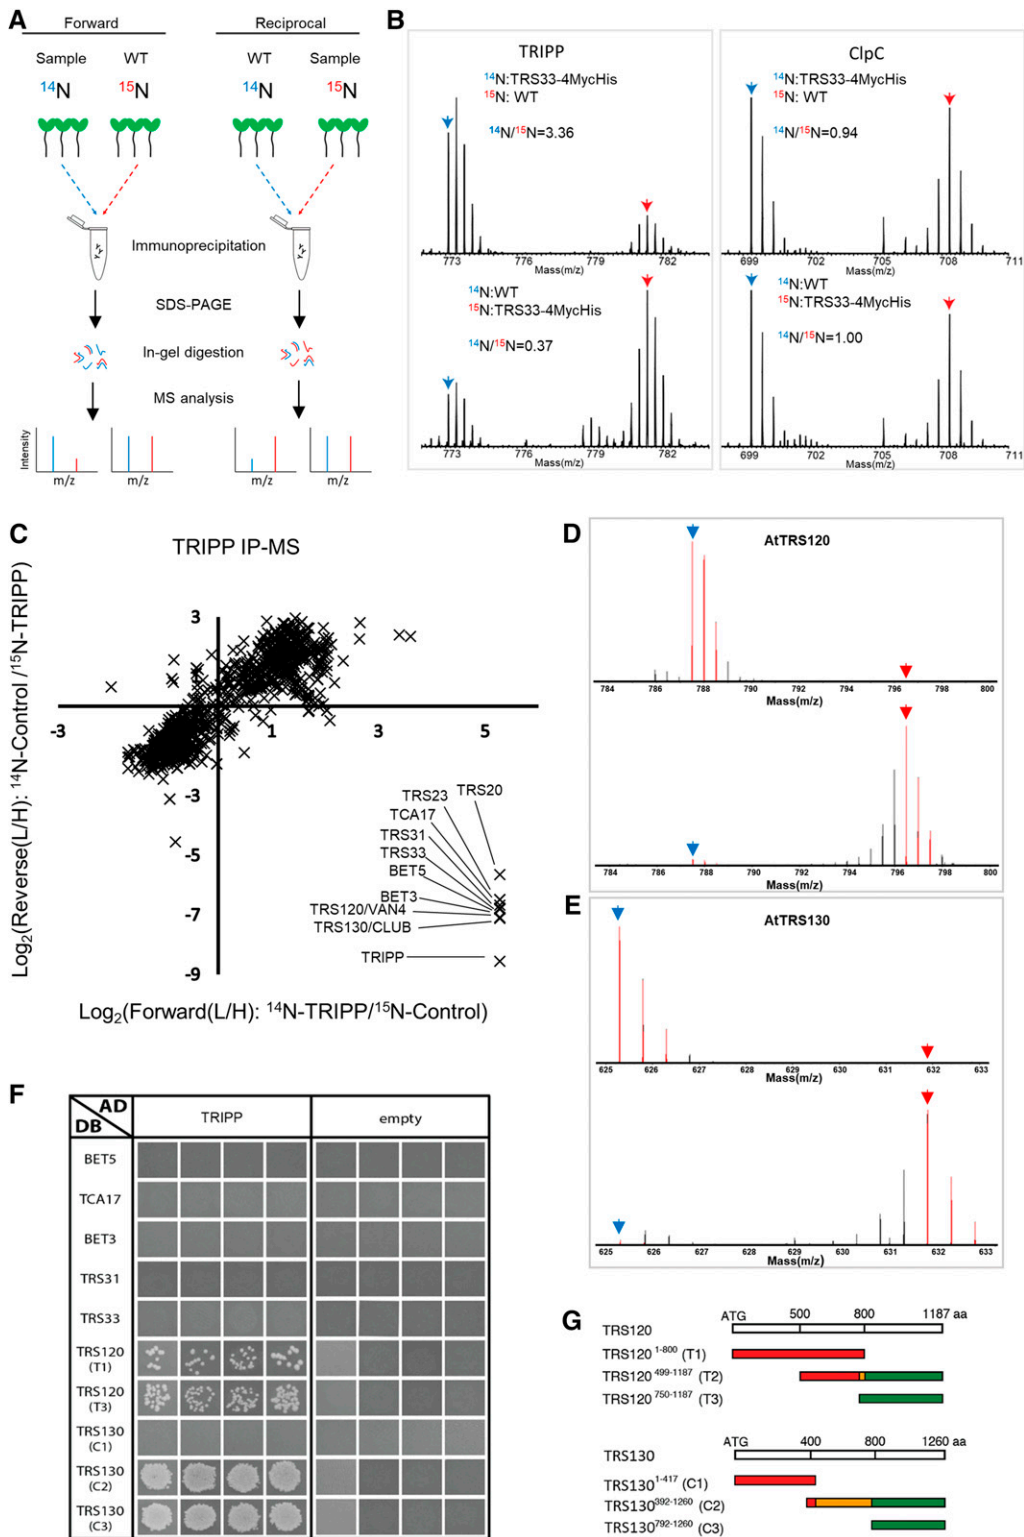 A
Forward
Reciprocal
Sample
WT
WT
Sample
14N
15N
14N
15N
Immunoprecipitation
SDS-PAGE
In-gel digestion
MS analysis
Intensity
m/z
m/z
m/z
m/z
B
TRIPP
14N:TRS33-4MycHis
15N: WT
14N/15N=3.36
773 776 779 782
Mass(m/z)
14N:WT
15N:TRS33-4MycHis
14N/15N=0.37
773 776 779 782
Mass(m/z)
ClpC
14N:TRS33-4MycHis
15N: WT
14N/15N=0.94
699 702 705 708 711
Mass(m/z)
14N:WT
15N:TRS33-4MycHis
14N/15N=1.00
699 702 705 708 711
Mass(m/z)
C
TRIPP IP-MS
Log2(Reverse(L/H): 14N-Control /15N-TRIPP)
3
-3 1 3 5
-3
-5
-7
-9
TRS20
TRS23
TCA17
TRS31
TRS33
BET5
BET3
TRS120/VAN4
TRS130/CLUB
TRIPP
Log2(Forward(L/H): 14N-TRIPP/15N-Control)
D
AtTRS120
784 786 788 790 792 794 796 798 800
Mass(m/z)
784 786 788 790 792 794 796 798 800
Mass(m/z)
E
AtTRS130
625 626 627 628 629 630 631 632 633
Mass(m/z)
625 626 627 628 629 630 631 632 633
Mass(m/z)
F
AD
DB
TRIPP
empty
BET5
TCA17
BET3
TRS31
TRS33
TRS120
(T1)
TRS120
(T3)
TRS130
(C1)
TRS130
(C2)
TRS130
(C3)
G
ATG 500 800 1187 aa
TRS120
TRS120 1-800 (T1)
TRS120 499-1187 (T2)
TRS120 750-1187 (T3)
ATG 400 800 1260 aa
TRS130
TRS130 1-417 (C1)
TRS130 392-1260 (C2)
TRS130 792-1260 (C3)